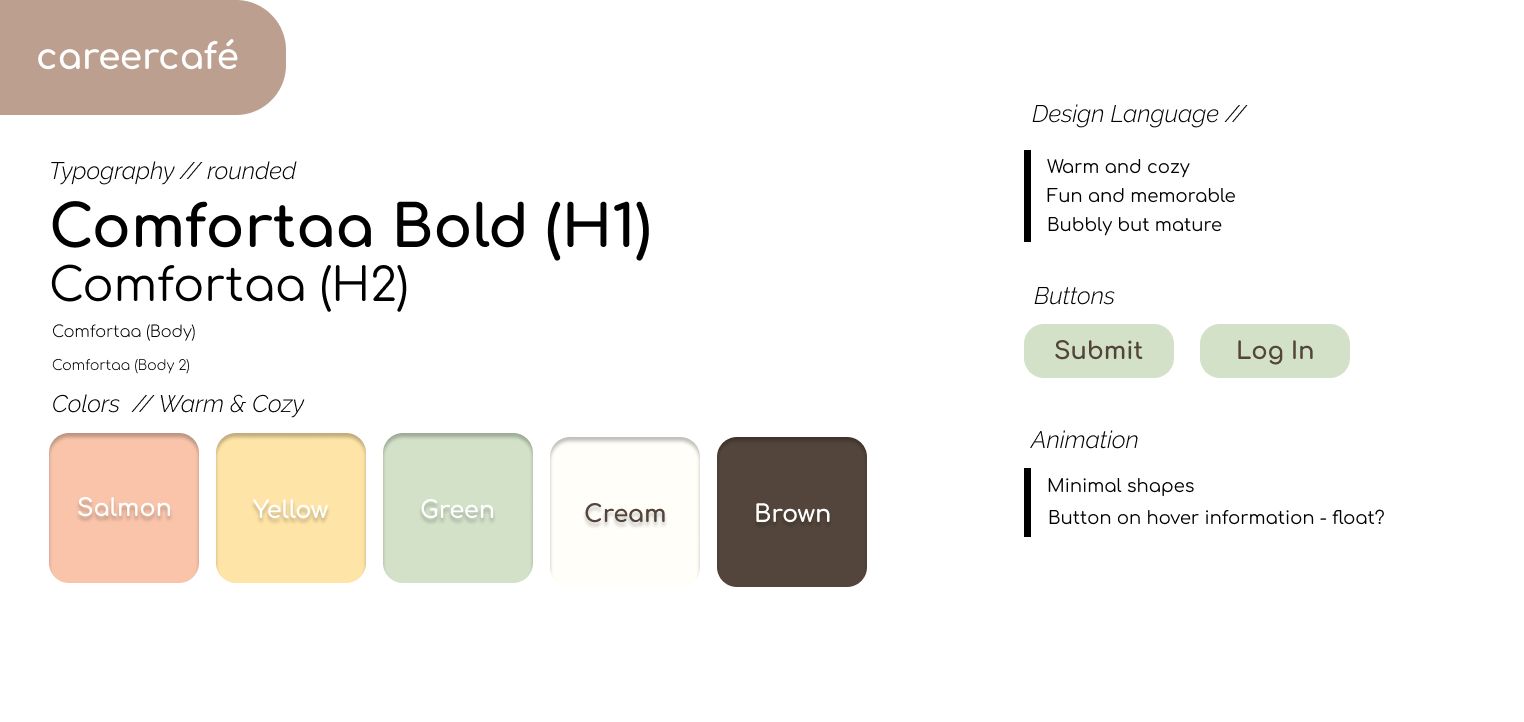 careercafé
Typography // rounded
Comfortaa Bold (H1)
Comfortaa (H2)
Comfortaa (Body)
Comfortaa (Body 2)
Colors // Warm & Cozy
Salmon
Yellow
Green
Cream
Brown
Design Language //
Warm and cozy
Fun and memorable
Bubbly but mature
Buttons
Submit
Log In
Animation
Minimal shapes
Button on hover information - float?